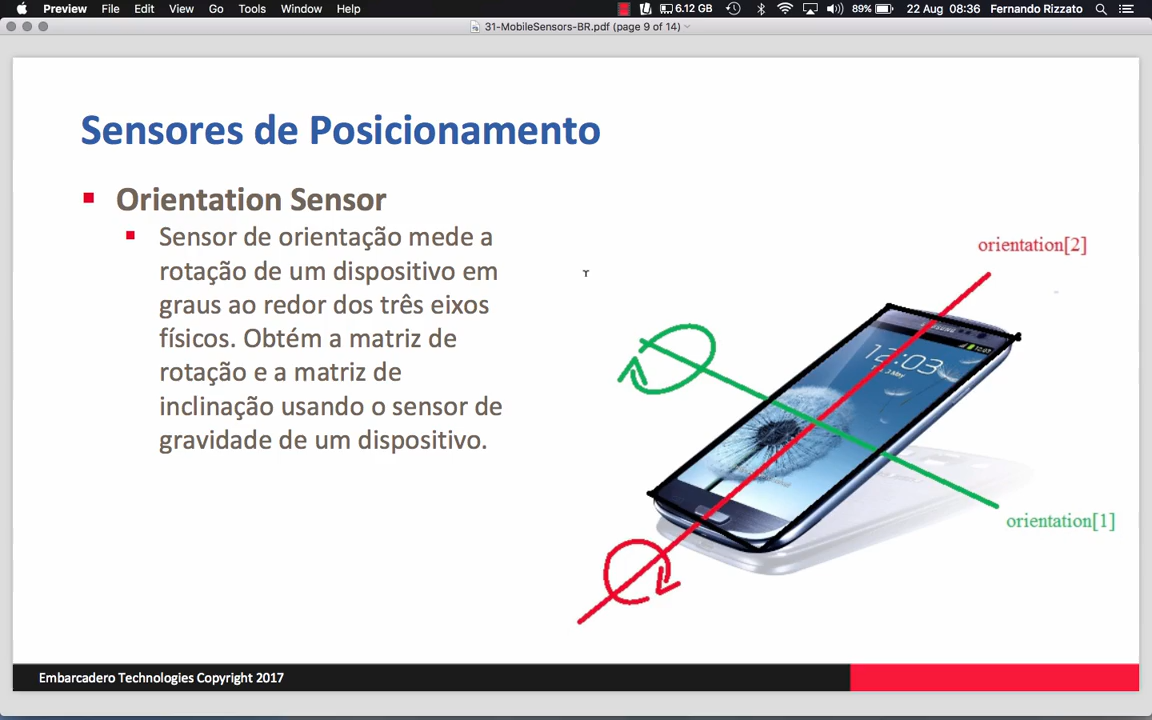 Preview File Edit View Go Tools Window Help 6.12 GB 89% 22 Aug 08:36 Fernando Rizzato
31-MobileSensors-BR.pdf (page 9 of 14)
Sensores de Posicionamento
Orientation Sensor
Sensor de orientação mede a
rotação de um dispositivo em
graus ao redor dos três eixos
físicos. Obtém a matriz de
rotação e a matriz de
inclinação usando o sensor de
gravidade de um dispositivo.
orientation[2]
SAMSUNG
12:03
orientation[1]
Embarcadero Technologies Copyright 2017